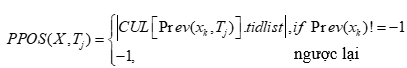 PPOS(X,T_j) = { |CUL[Prev(x_k,T_j)].tidlist|, if Prev(x_k)! = −1
−1, ngược lại